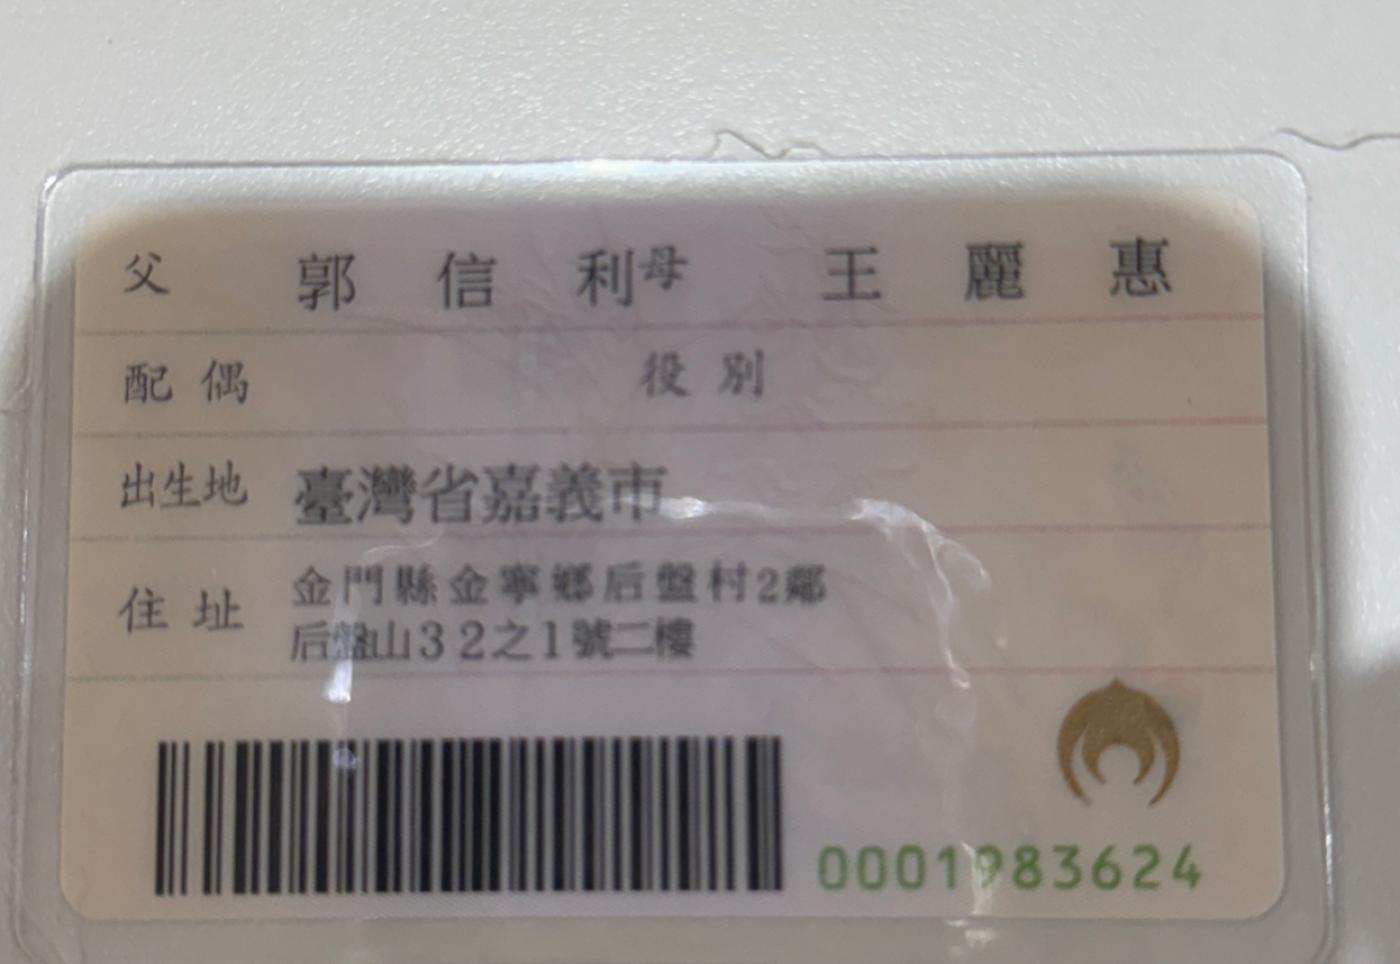 父 郭信利 母 王麗惠
配偶 役別
出生地 臺灣省嘉義市
住址 金門縣金寧鄉后盤村2鄰
后盤山32之1號二樓
0001983624